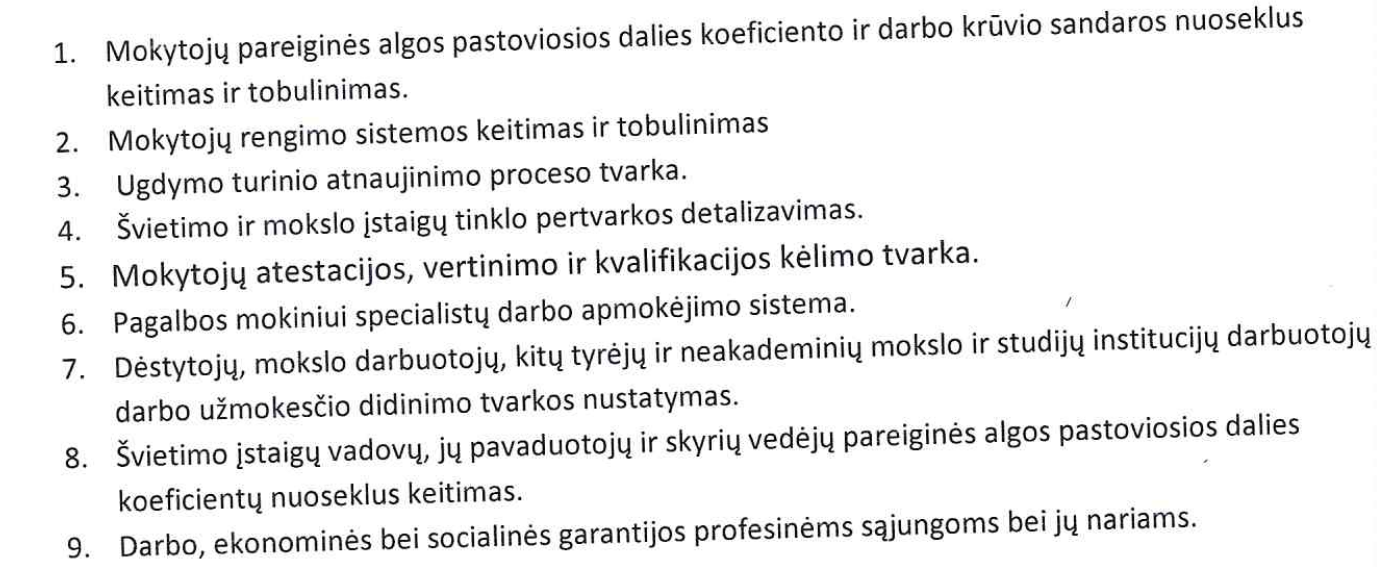 1. Mokytojų pareiginės algos pastoviosios dalies koeficiento ir darbo krūvio sandaros nuoseklus
keitimas ir tobulinimas.
2. Mokytojų rengimo sistemos keitimas ir tobulinimas
3. Ugdymo turinio atnaujinimo proceso tvarka.
4. Švietimo ir mokslo įstaigų tinklo pertvarkos detalizavimas.
5. Mokytojų atestacijos, vertinimo ir kvalifikacijos kėlimo tvarka.
6. Pagalbos mokiniui specialistų darbo apmokėjimo sistema.
7. Dėstytojų, mokslo darbuotojų, kitų tyrėjų ir neakademinių mokslo ir studijų institucijų darbuotojų
darbo užmokesčio didinimo tvarkos nustatymas.
8. Švietimo įstaigų vadovų, jų pavaduotojų ir skyrių vedėjų pareiginės algos pastoviosios dalies
koeficientų nuoseklus keitimas.
9. Darbo, ekonominės bei socialinės garantijos profesinėms sąjungoms bei jų nariams.